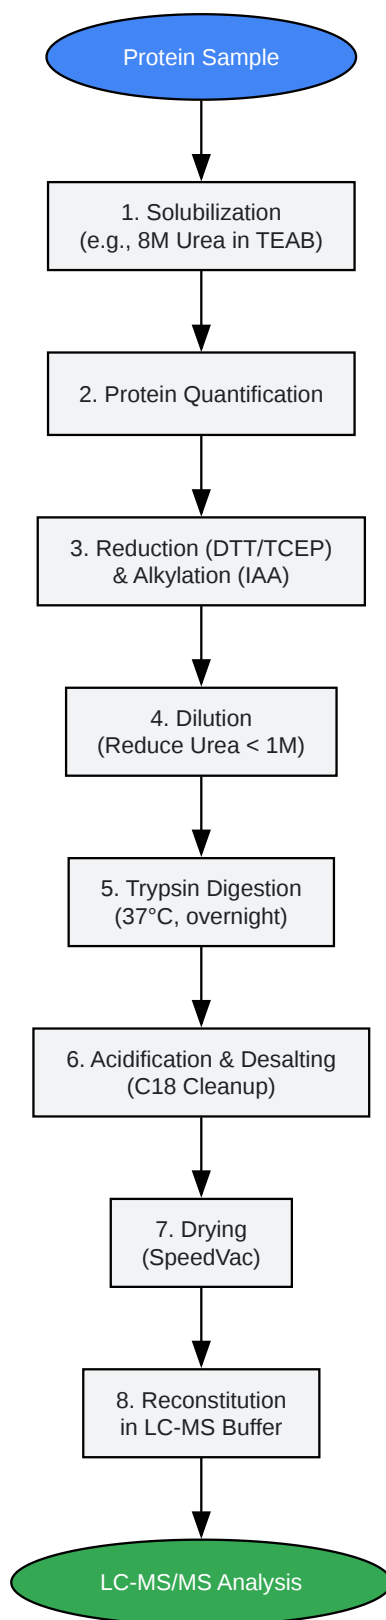 Protein Sample
1. Solubilization
(e.g., 8M Urea in TEAB)
2. Protein Quantification
3. Reduction (DTT/TCEP)
& Alkylation (IAA)
4. Dilution
(Reduce Urea < 1M)
5. Trypsin Digestion
(37°C, overnight)
6. Acidification & Desalting
(C18 Cleanup)
7. Drying
(SpeedVac)
8. Reconstitution
in LC-MS Buffer
LC-MS/MS Analysis